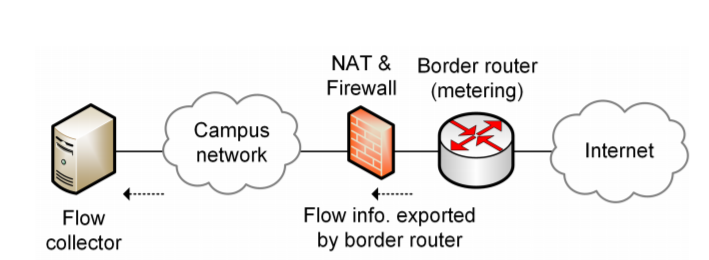 NAT &
Firewall
Border router
(metering)
Campus
network
Internet
Flow
collector
Flow info. exported
by border router